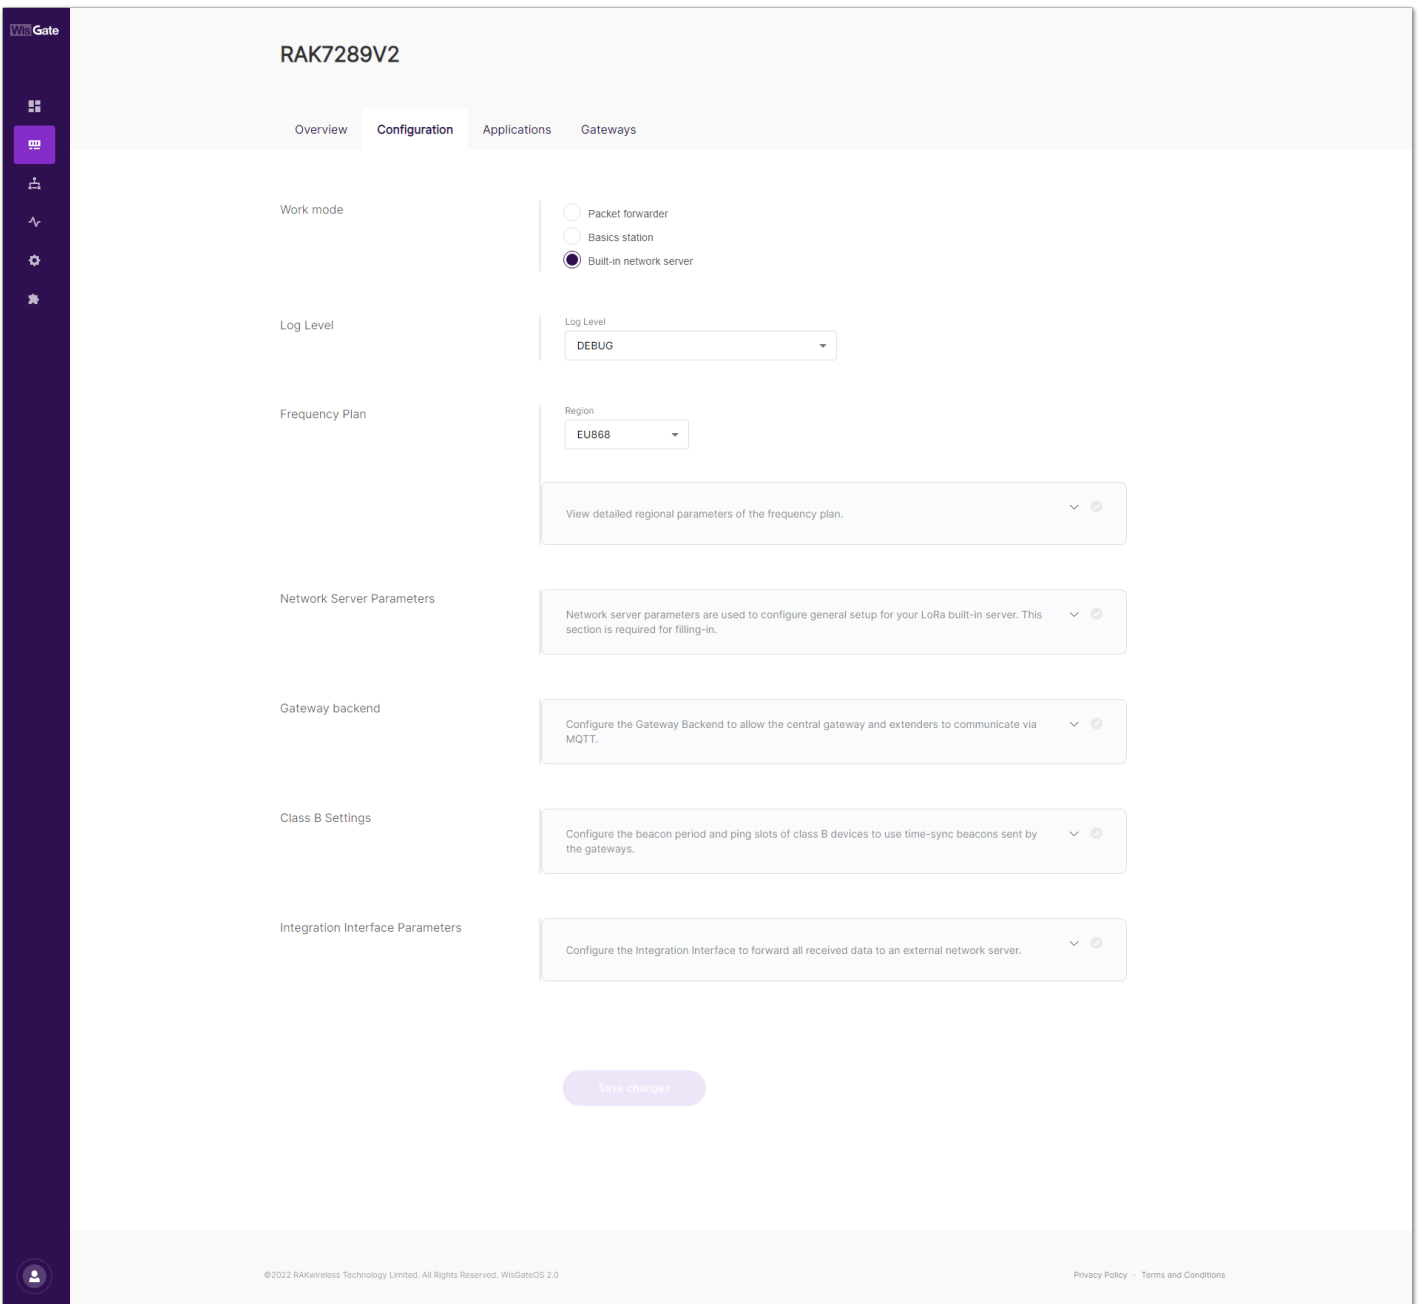 WisGate
RAK7289V2
Overview Configuration Applications Gateways
Work mode
Packet forwarder
Basics station
Built-in network server
Log Level
Log Level
DEBUG
Frequency Plan
Region
EU868
View detailed regional parameters of the frequency plan.
Network Server Parameters
Network server parameters are used to configure general setup for your LoRa built-in server. This
section is required for filling-in.
Gateway backend
Configure the Gateway Backend to allow the central gateway and extenders to communicate via
MQTT.
Class B Settings
Configure the beacon period and ping slots of class B devices to use time-sync beacons sent by
the gateways.
Integration Interface Parameters
Configure the Integration Interface to forward all received data to an external network server.
Save changes
©2022 RAKwireless Technology Limited. All Rights Reserved. WisGateOS 2.0
Privacy Policy · Terms and Conditions